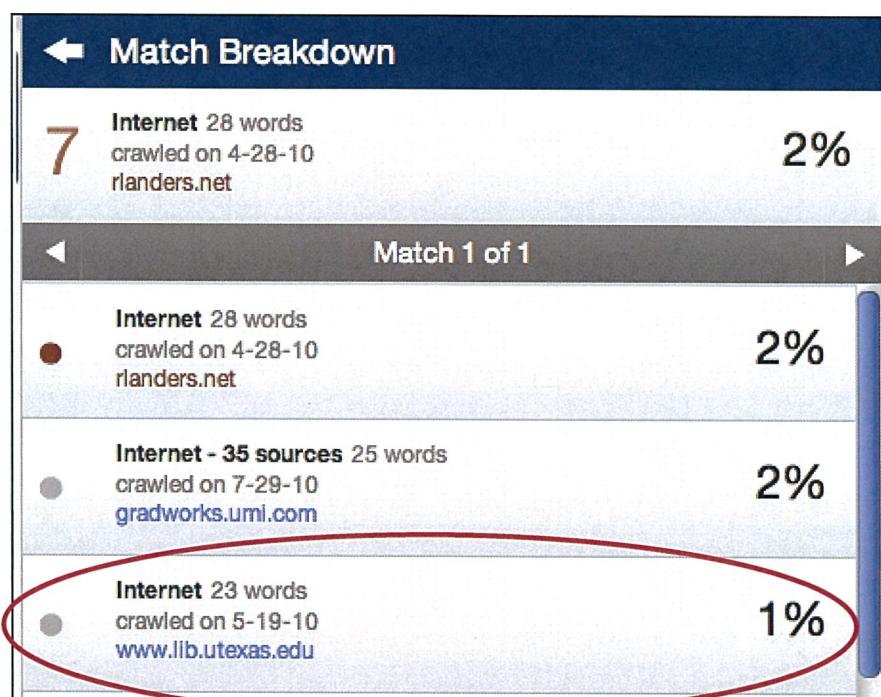 Match Breakdown
7
Internet 28 words
crawled on 4-28-10
rlanders.net
2%
Match 1 of 1
Internet 28 words
crawled on 4-28-10
rlanders.net
2%
Internet - 35 sources 25 words
crawled on 7-29-10
gradworks.umi.com
2%
Internet 23 words
crawled on 5-19-10
www.lib.utexas.edu
1%